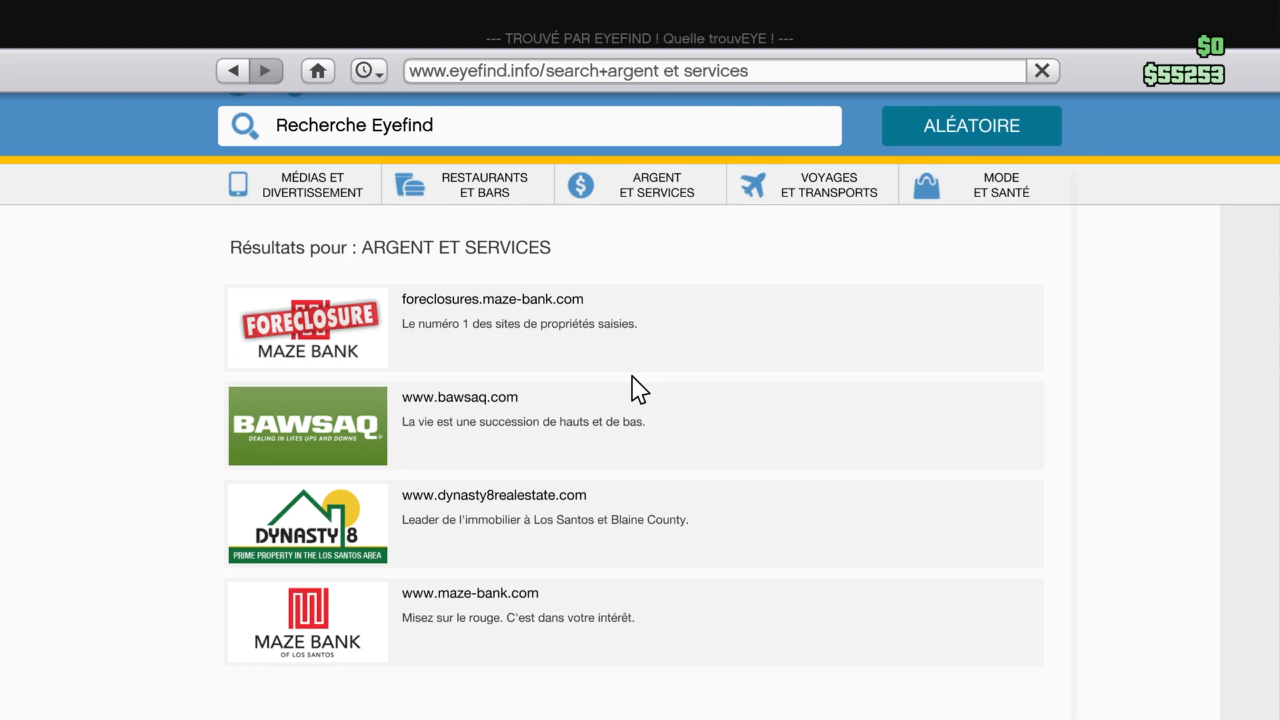 --- TROUVÉ PAR EYEFIND ! Quelle trouvEYE ! ---
$0
$55253
www.eyefind.info/search+argent et services
Recherche Eyefind
ALÉATOIRE
MÉDIAS ET
DIVERTISSEMENT
RESTAURANTS
ET BARS
ARGENT
ET SERVICES
VOYAGES
ET TRANSPORTS
MODE
ET SANTÉ
Résultats pour : ARGENT ET SERVICES
FORECLOSURE
MAZE BANK
foreclosures.maze-bank.com
Le numéro 1 des sites de propriétés saisies.
BAWSAQ
DEALING IN LIFES UPS AND DOWNS
www.bawsaq.com
La vie est une succession de hauts et de bas.
DYNASTY 8
PRIME PROPERTY IN THE LOS SANTOS AREA
www.dynasty8realestate.com
Leader de l'immobilier à Los Santos et Blaine County.
MAZE BANK
OF LOS SANTOS
www.maze-bank.com
Misez sur le rouge. C'est dans votre intérêt.